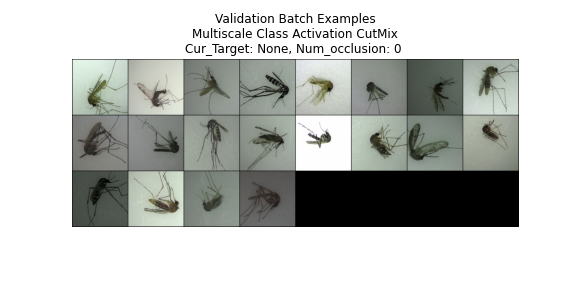 Validation Batch Examples
Multiscale Class Activation CutMix
Cur_Target: None, Num_occlusion: 0